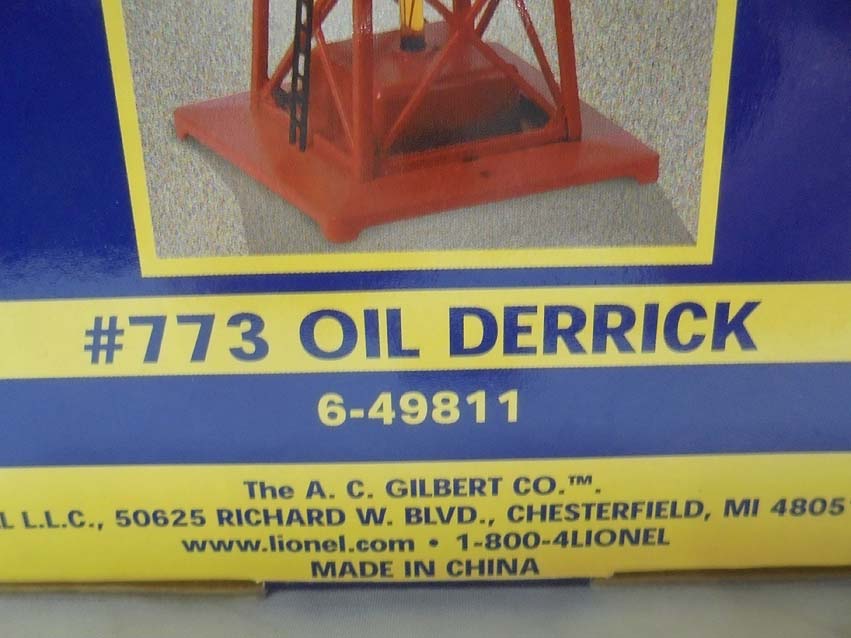 #773 OIL DERRICK
6-49811
The A. C. GILBERT CO.™.
L.L.C., 50625 RICHARD W. BLVD., CHESTERFIELD, MI 4805
www.lionel.com • 1-800-4LIONEL
MADE IN CHINA